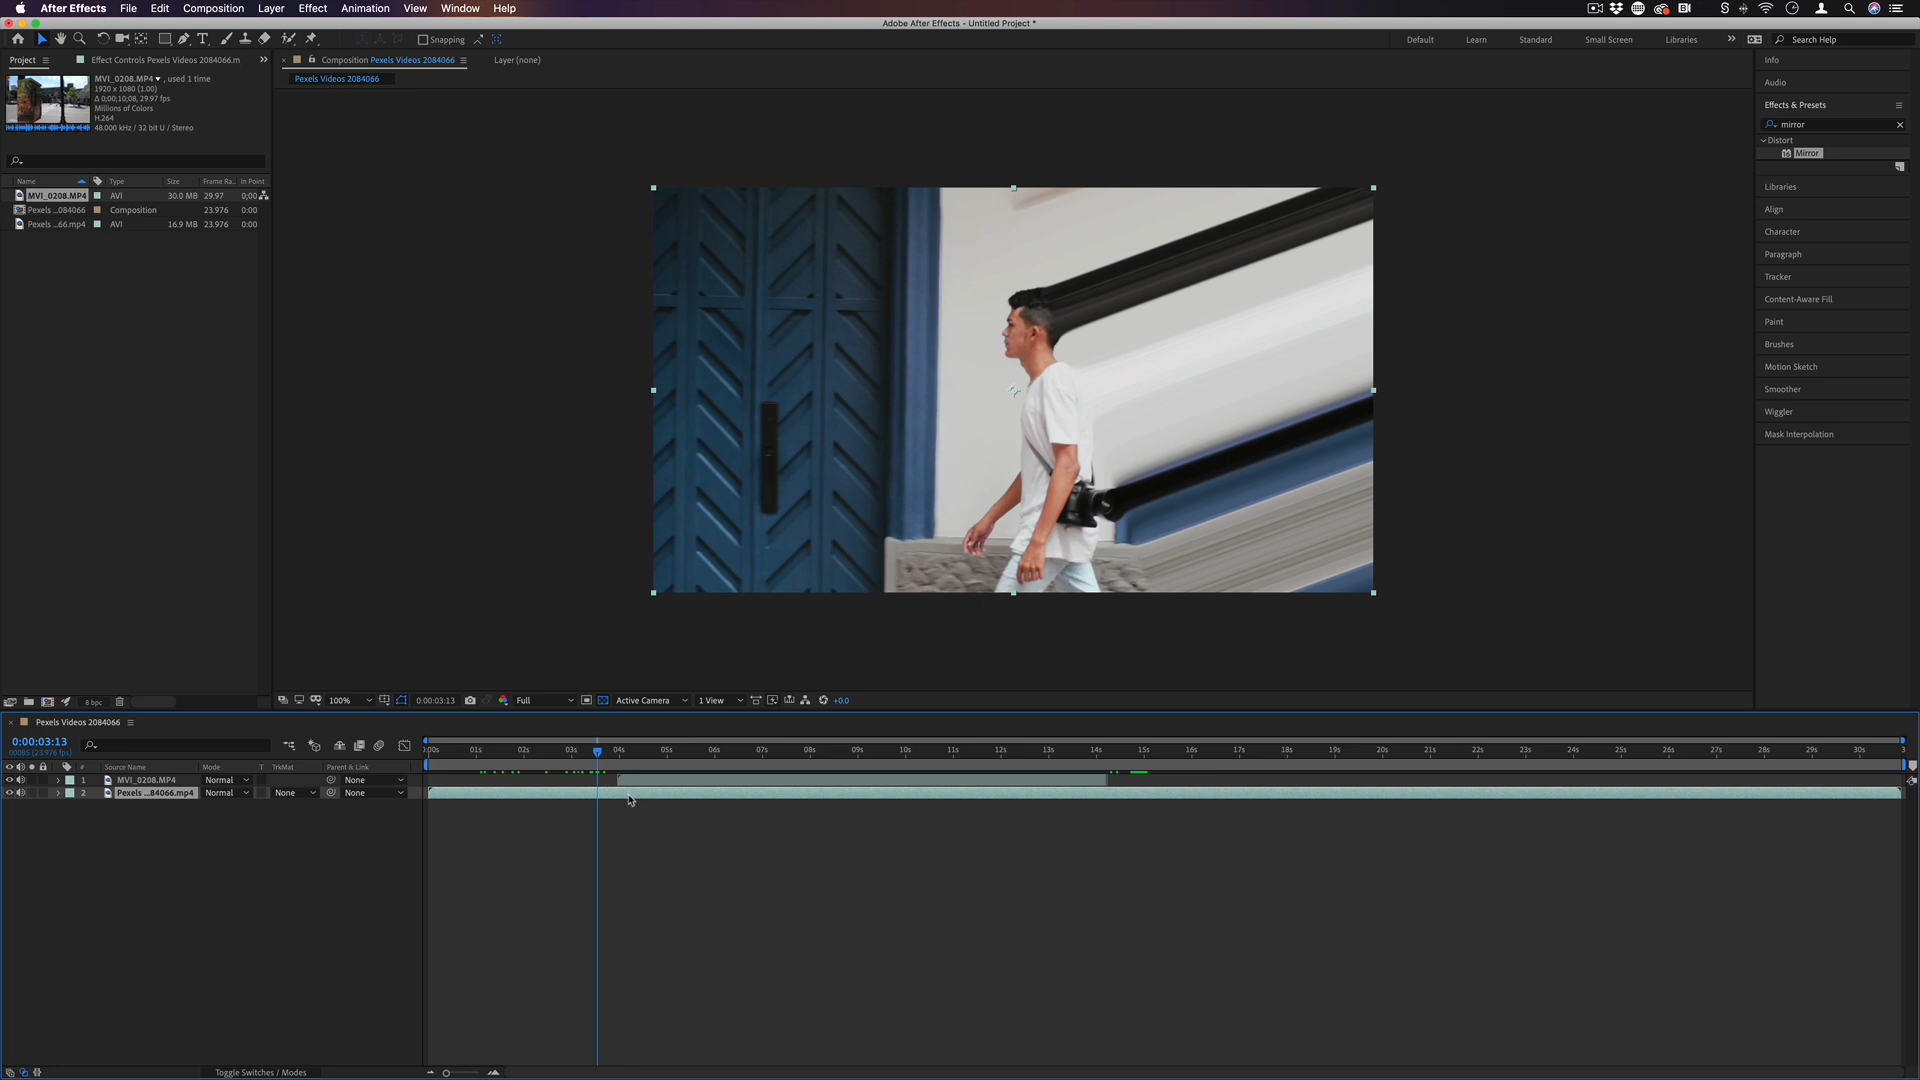 After Effects File Edit Composition Layer Effect Animation View Window Help
Adobe After Effects - Untitled Project *
Snapping
Default Learn Standard Small Screen Libraries Search Help
Project Effect Controls Pexels Videos 2084066.m
Composition Pexels Videos 2084066 Layer (none)
Pexels Videos 2084066
MVI_0208.MP4 , used 1 time
1920 x 1080 (1.00)
Δ 0;00;10;08, 29.97 fps
Millions of Colors
H.264
48.000 kHz / 32 bit U / Stereo
Name Type Size Frame Ra... In Point
MVI_0208.MP4 AVI 30.0 MB 29.97 0;00
Pexels ...084066 Composition 23.976 0:00
Pexels ...66.mp4 AVI 16.9 MB 23.976 0:00
Info
Audio
Effects & Presets
mirror
Distort
Mirror
Libraries
Align
Character
Paragraph
Tracker
Content-Aware Fill
Paint
Brushes
Motion Sketch
Smoother
Wiggler
Mask Interpolation
8 bpc
100% 0:00:03:13 Full Active Camera 1 View +0.0
Pexels Videos 2084066
0:00:03:13
00085 (23.976 fps)
:00s 01s 02s 03s 04s 05s 06s 07s 08s 09s 10s 11s 12s 13s 14s 15s 16s 17s 18s 19s 20s 21s 22s 23s 24s 25s 26s 27s 28s 29s 30s 3
# Source Name Mode T TrkMat Parent & Link
1 MVI_0208.MP4 Normal None
2 Pexels ...84066.mp4 Normal None None
Toggle Switches / Modes